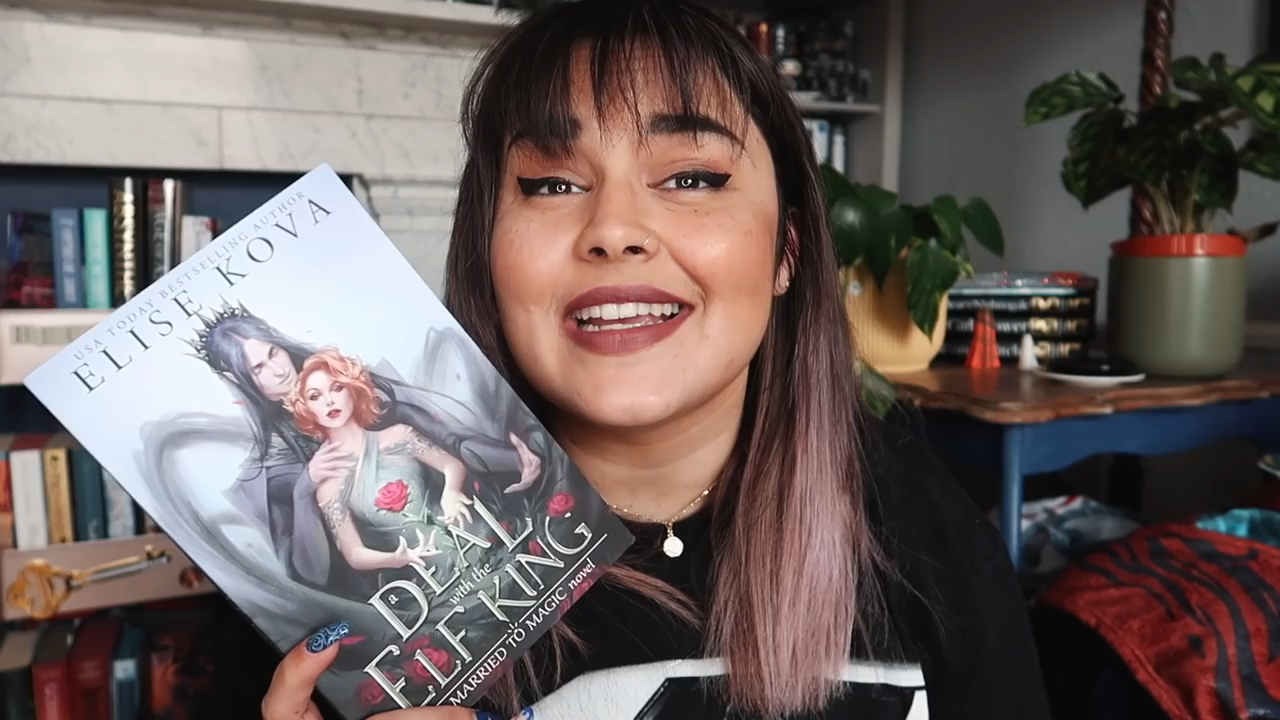 USA TODAY BESTSELLING AUTHOR
ELISE KOVA
a
DEAL
with the
ELF KING
MARRIED TO MAGIC novel